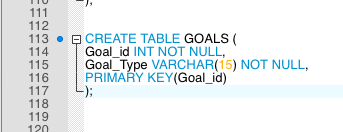 110 );
111
112
113 CREATE TABLE GOALS (
114 Goal_id INT NOT NULL,
115 Goal_Type VARCHAR(15) NOT NULL,
116 PRIMARY KEY(Goal_id)
117 );
118
119
120